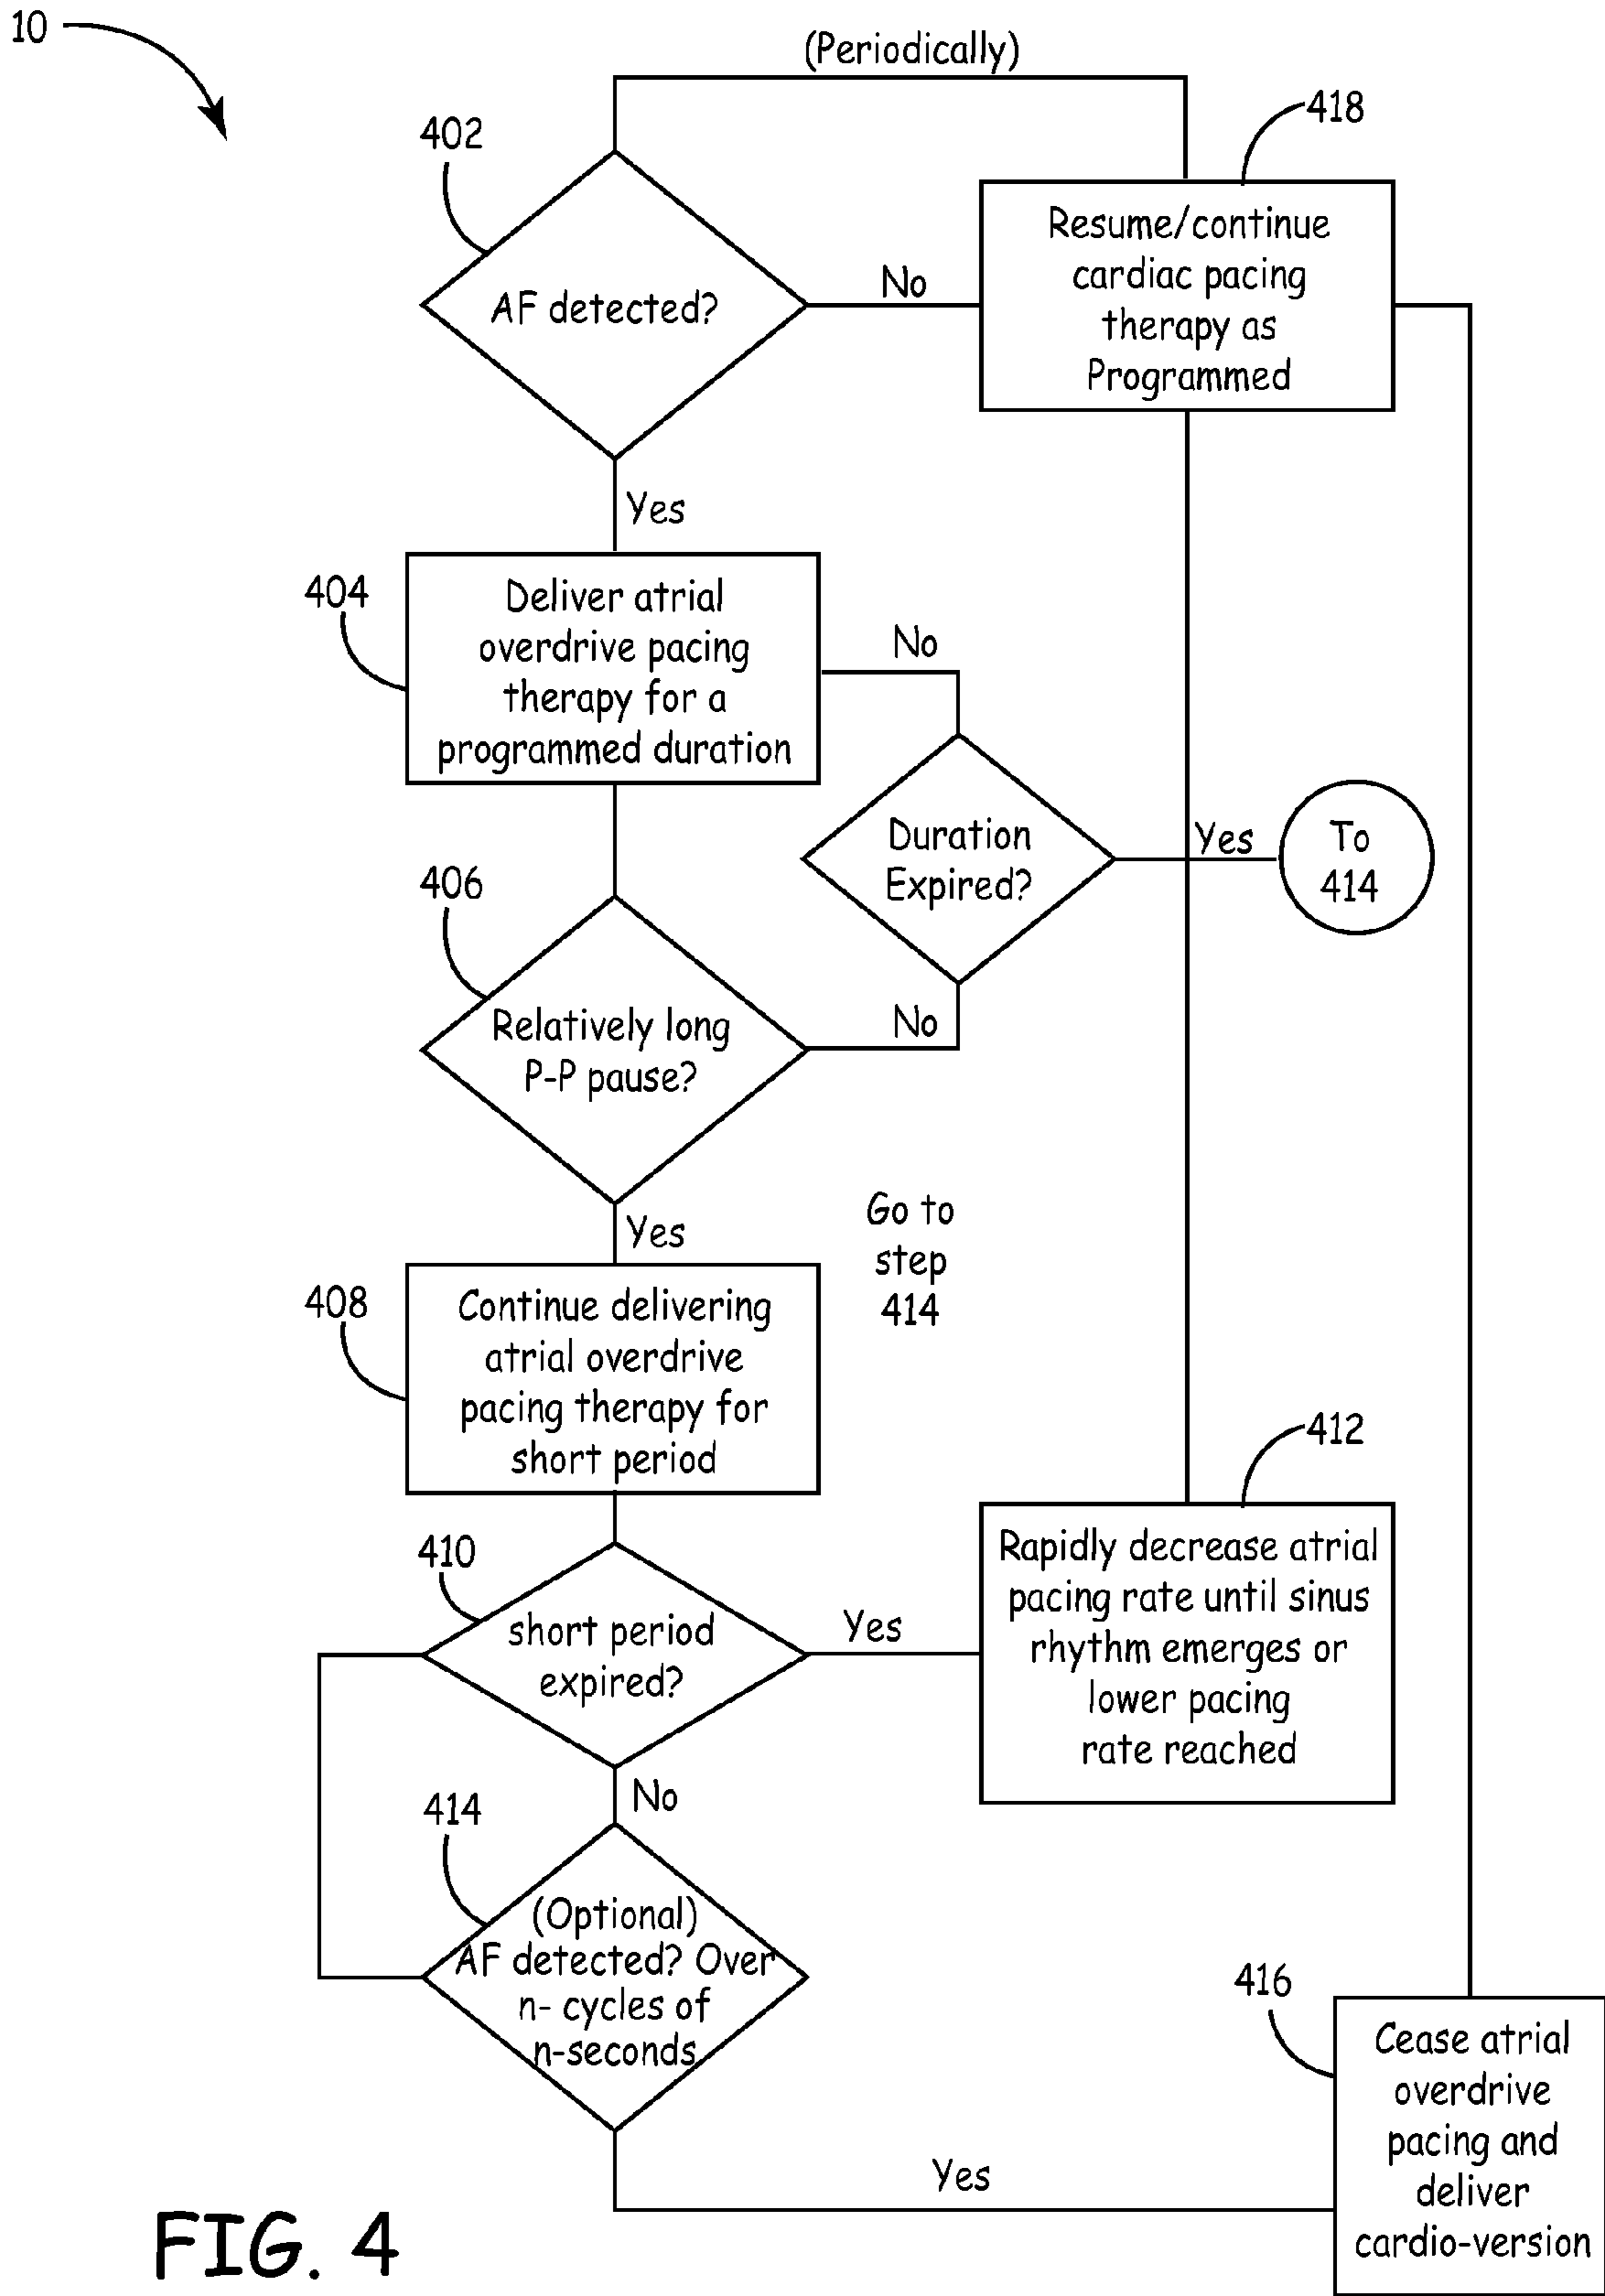 10
(Periodically)
402
418
AF detected?
No
Resume/continue
cardiac pacing
therapy as
Programmed
Yes
404
Deliver atrial
overdrive pacing
therapy for a
programmed duration
No
Duration
Expired?
Yes
To
414
406
Relatively long
P-P pause?
No
Yes
Go to
step
414
408
Continue delivering
atrial overdrive
pacing therapy for
short period
412
410
short period
expired?
Yes
Rapidly decrease atrial
pacing rate until sinus
rhythm emerges or
lower pacing
rate reached
No
414
(Optional)
AF detected? Over
n- cycles of
n-seconds
416
Cease atrial
overdrive
pacing and
deliver
cardio-version
Yes
FIG. 4